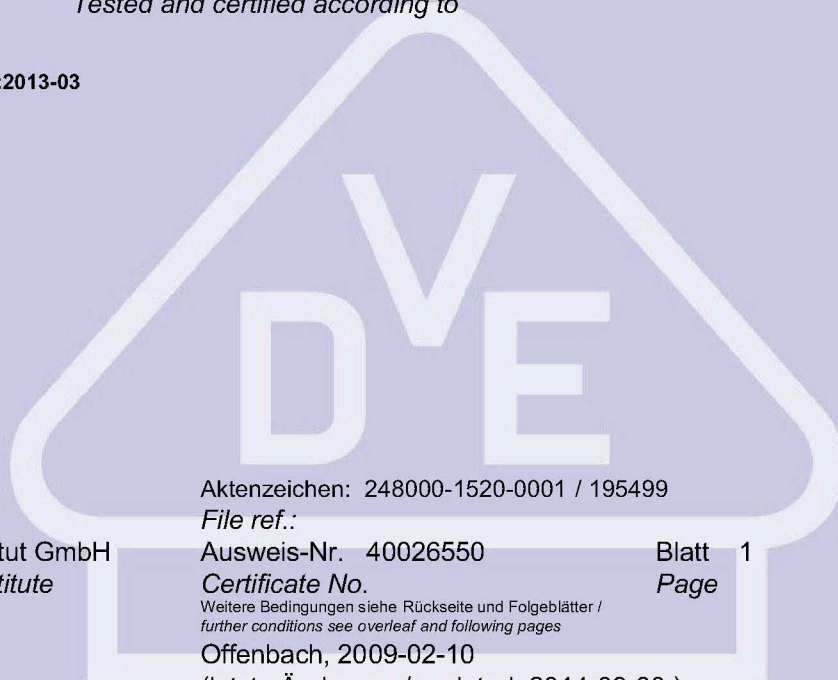 Tested and certified according to
:2013-03
VDE
Aktenzeichen: 248000-1520-0001 / 195499
File ref.:
tut GmbH Ausweis-Nr. 40026550 Blatt 1
titute Certificate No. Page
Weitere Bedingungen siehe Rückseite und Folgeblätter /
further conditions see overleaf and following pages
Offenbach, 2009-02-10